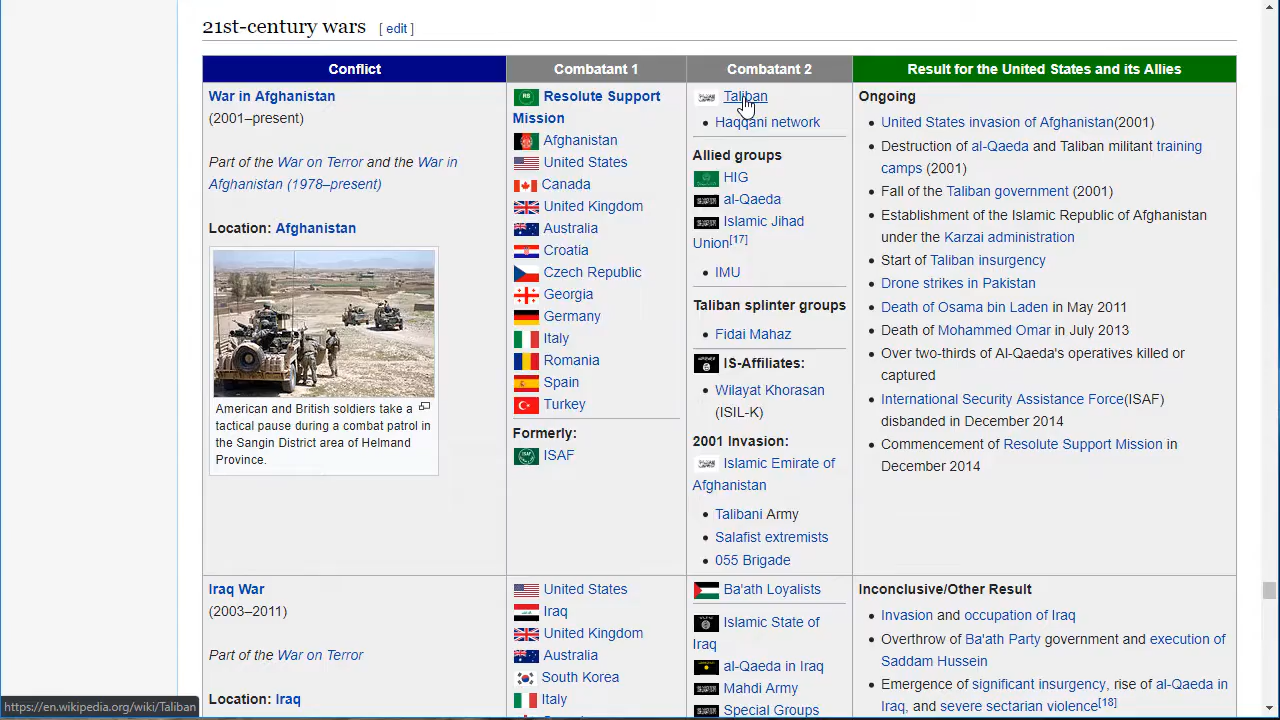 21st-century wars [ edit ]
Conflict
Combatant 1
Combatant 2
Result for the United States and its Allies
War in Afghanistan
(2001–present)
Part of the War on Terror and the War in
Afghanistan (1978–present)
Location: Afghanistan
American and British soldiers take a
tactical pause during a combat patrol in
the Sangin District area of Helmand
Province.
Resolute Support
Mission
Afghanistan
United States
Canada
United Kingdom
Australia
Croatia
Czech Republic
Georgia
Germany
Italy
Romania
Spain
Turkey
Formerly:
ISAF
Taliban
• Haqqani network
Allied groups
HIG
al-Qaeda
Islamic Jihad
Union[17]
• IMU
Taliban splinter groups
• Fidai Mahaz
IS-Affiliates:
• Wilayat Khorasan
(ISIL-K)
2001 Invasion:
Islamic Emirate of
Afghanistan
• Talibani Army
• Salafist extremists
• 055 Brigade
Ongoing
• United States invasion of Afghanistan(2001)
• Destruction of al-Qaeda and Taliban militant training
camps (2001)
• Fall of the Taliban government (2001)
• Establishment of the Islamic Republic of Afghanistan
under the Karzai administration
• Start of Taliban insurgency
• Drone strikes in Pakistan
• Death of Osama bin Laden in May 2011
• Death of Mohammed Omar in July 2013
• Over two-thirds of Al-Qaeda's operatives killed or
captured
• International Security Assistance Force(ISAF)
disbanded in December 2014
• Commencement of Resolute Support Mission in
December 2014
Iraq War
(2003–2011)
Part of the War on Terror
Location: Iraq
United States
Iraq
United Kingdom
Australia
South Korea
Italy
Ba'ath Loyalists
Islamic State of
Iraq
al-Qaeda in Iraq
Mahdi Army
Special Groups
Inconclusive/Other Result
• Invasion and occupation of Iraq
• Overthrow of Ba'ath Party government and execution of
Saddam Hussein
• Emergence of significant insurgency, rise of al-Qaeda in
Iraq, and severe sectarian violence[18]
https://en.wikipedia.org/wiki/Taliban